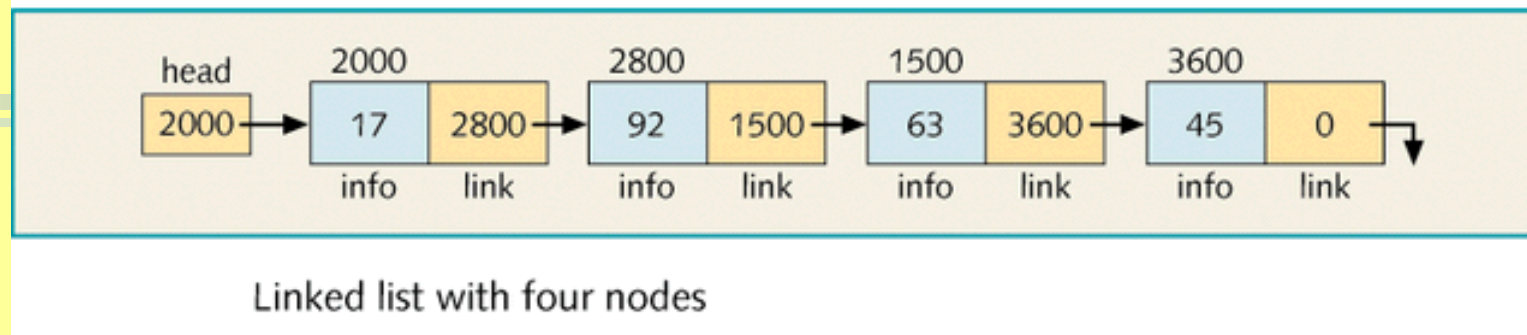 head 2000 2800 1500 3600
2000 17 2800 92 1500 63 3600 45 0
info link info link info link info link
Linked list with four nodes